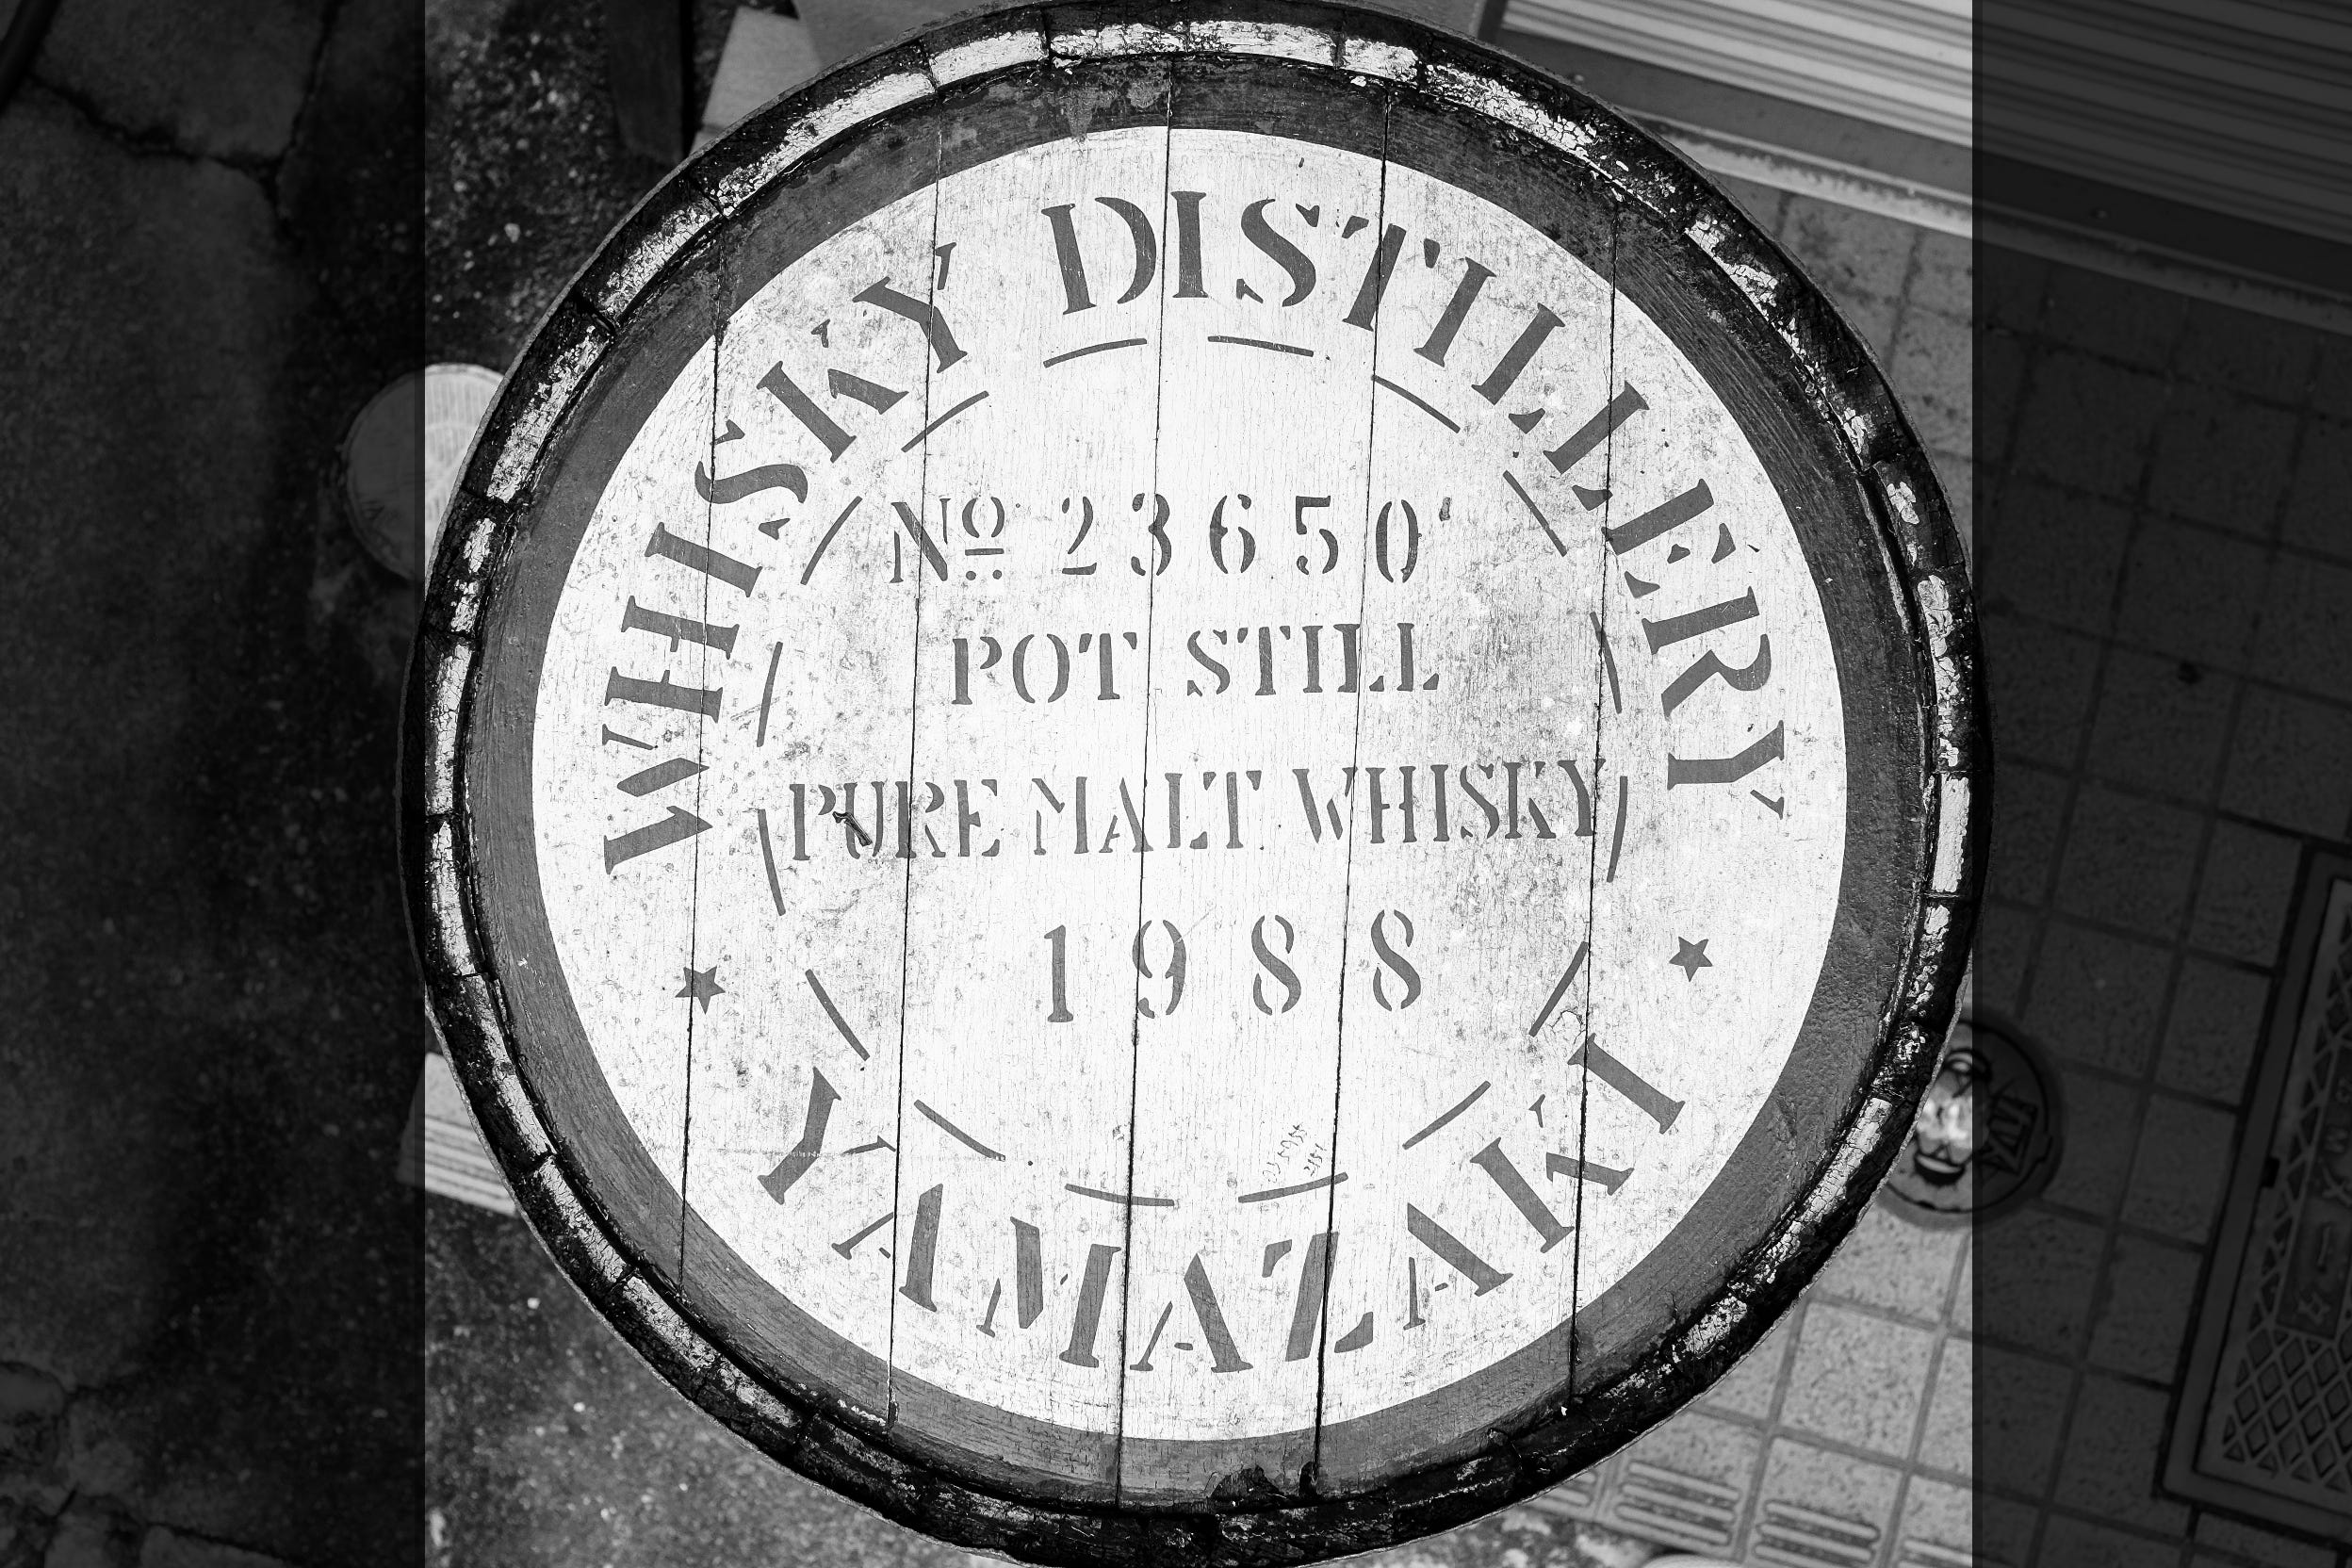 WHISKY DISTILLERY
Nº 23650
POT STILL
PURE MALT WHISKY
1988
YAMAZAKI